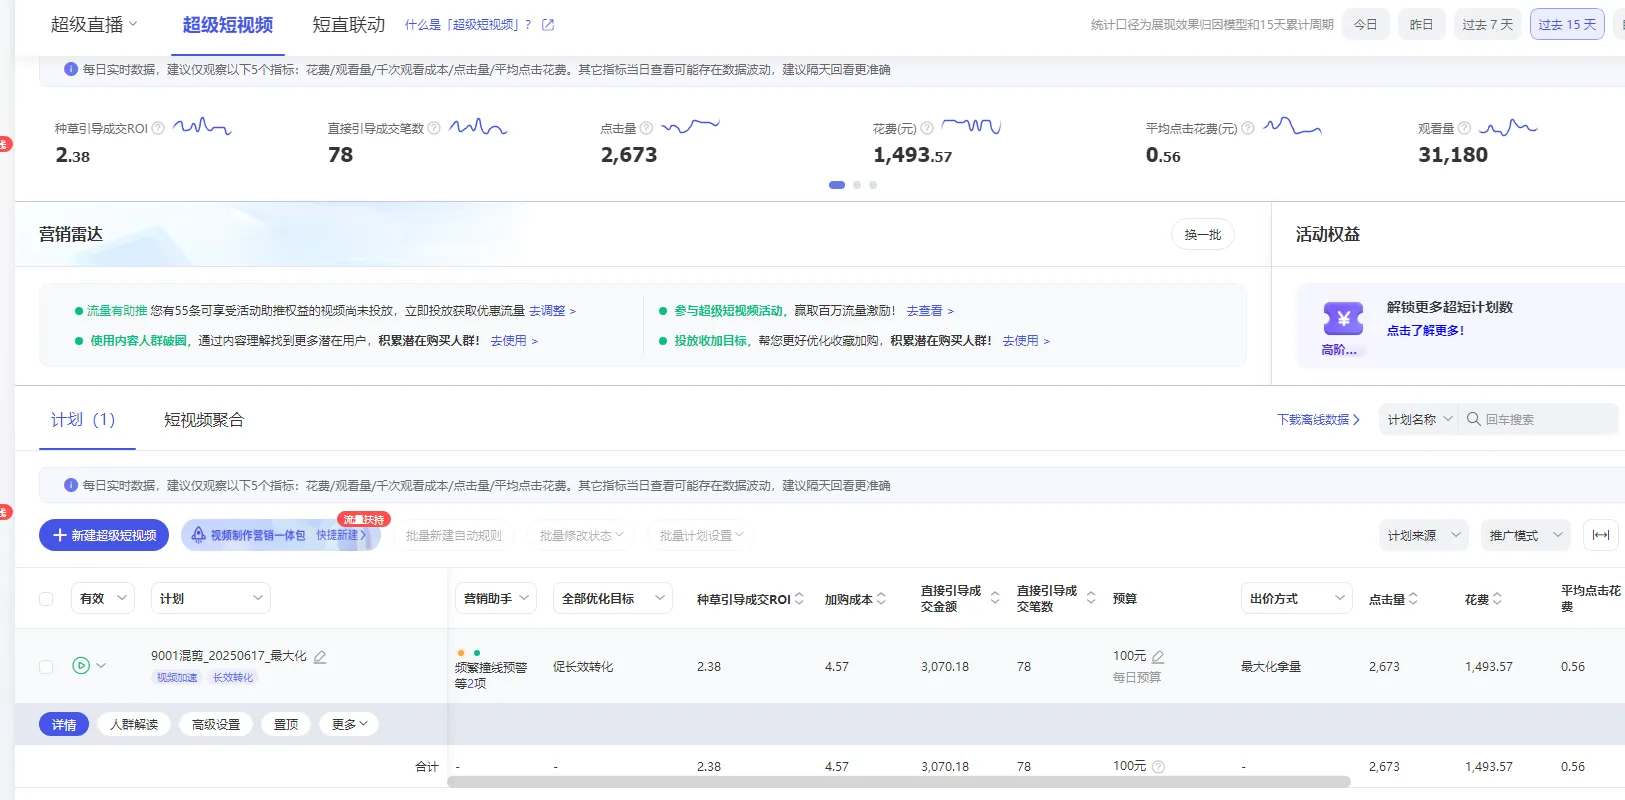 超级直播
超级短视频
短直联动
什么是「超级短视频」?
统计口径为展现效果归因模型和15天累计周期
今日
昨日
过去 7 天
过去 15 天
每日实时数据，建议仅观察以下5个指标：花费/观看量/千次观看成本/点击量/平均点击花费。其它指标当日查看可能存在数据波动，建议隔天回看更准确
种草引导成交ROI
直接引导成交笔数
点击量
花费(元)
平均点击花费(元)
观看量
2.38
78
2,673
1,493.57
0.56
31,180
营销雷达
换一批
活动权益
流量有助推 您有55条可享受活动助推权益的视频尚未投放，立即投放获取优惠流量 去调整 >
参与超级短视频活动，赢取百万流量激励！ 去查看 >
使用内容人群破圈，通过内容理解找到更多潜在用户，积累潜在购买人群！ 去使用 >
投放收加目标，帮您更好优化收藏加购，积累潜在购买人群！ 去使用 >
解锁更多超短计划数
点击了解更多!
高阶...
计划（1）
短视频聚合
下载离线数据
计划名称
回车搜索
每日实时数据，建议仅观察以下5个指标：花费/观看量/千次观看成本/点击量/平均点击花费。其它指标当日查看可能存在数据波动，建议隔天回看更准确
新建超级短视频
视频制作营销一体包 快捷新建
流量扶持
批量新建自动规则
批量修改状态
批量计划设置
计划来源
推广模式
有效
计划
营销助手
全部优化目标
种草引导成交ROI
加购成本
直接引导成
交金额
直接引导成
交笔数
预算
出价方式
点击量
花费
平均点击花
费
9001混剪_20250617_最大化
视频加速 长效转化
频繁撞线预警
等2项
促长效转化
2.38
4.57
3,070.18
78
100元
每日预算
最大化拿量
2,673
1,493.57
0.56
详情
人群解读
高级设置
置顶
更多
合计
-
-
2.38
4.57
3,070.18
78
100元
-
2,673
1,493.57
0.56